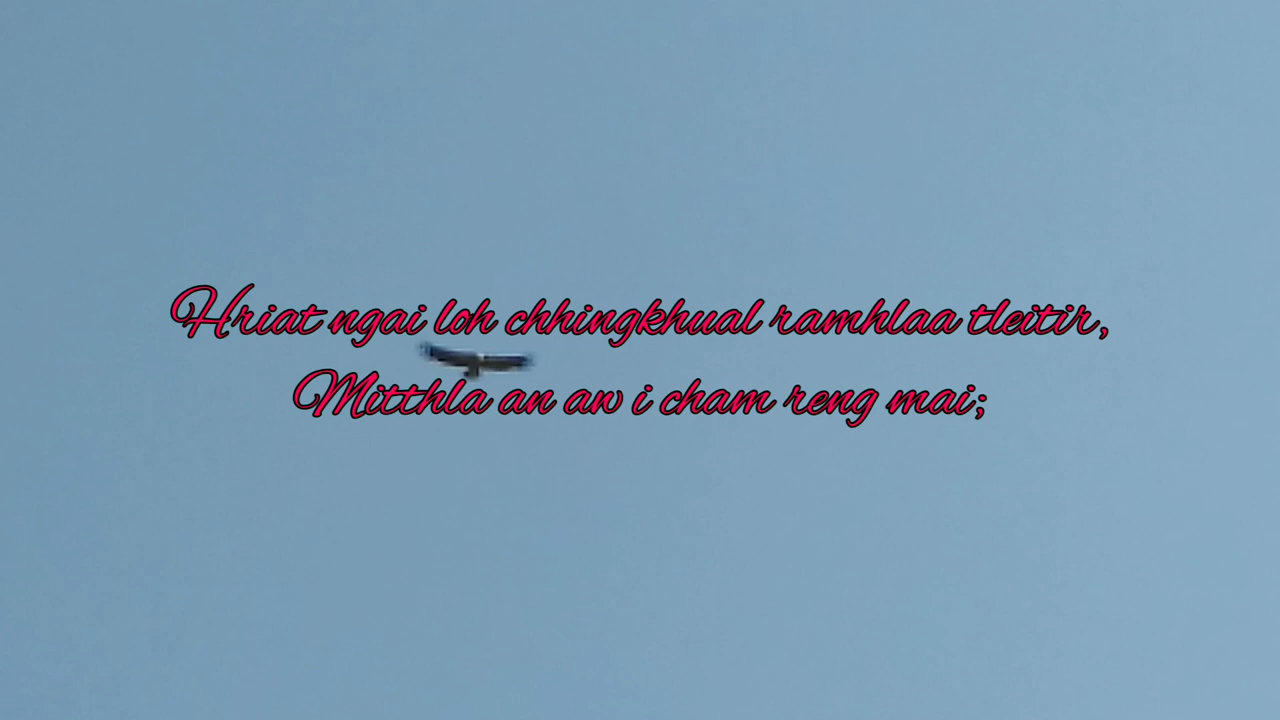 Hriat ngai loh chhingkhual ramhlaa tleitir,
Mitthla an aw i cham reng mai;